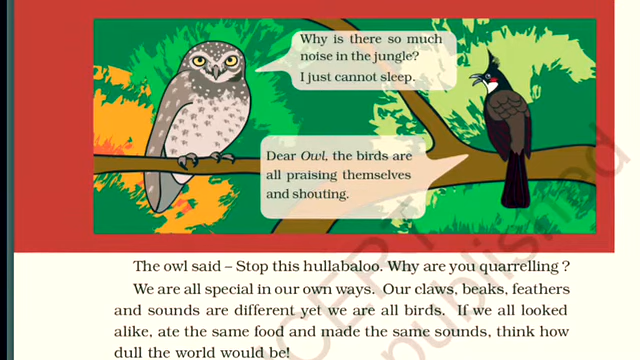 Why is there so much
noise in the jungle?
I just cannot sleep.
Dear Owl, the birds are
all praising themselves
and shouting.
The owl said – Stop this hullabaloo. Why are you quarrelling ?
We are all special in our own ways. Our claws, beaks, feathers
and sounds are different yet we are all birds. If we all looked
alike, ate the same food and made the same sounds, think how
dull the world would be!